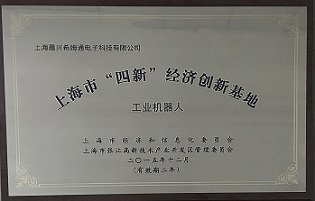 上海晨兴希姆通电子科技有限公司
上海市“四新”经济创新基地
工业机器人
上海市经济和信息化委员会
上海市张江高新技术产业开发区管理委员会
二〇一五年十二月
(有效期二年)